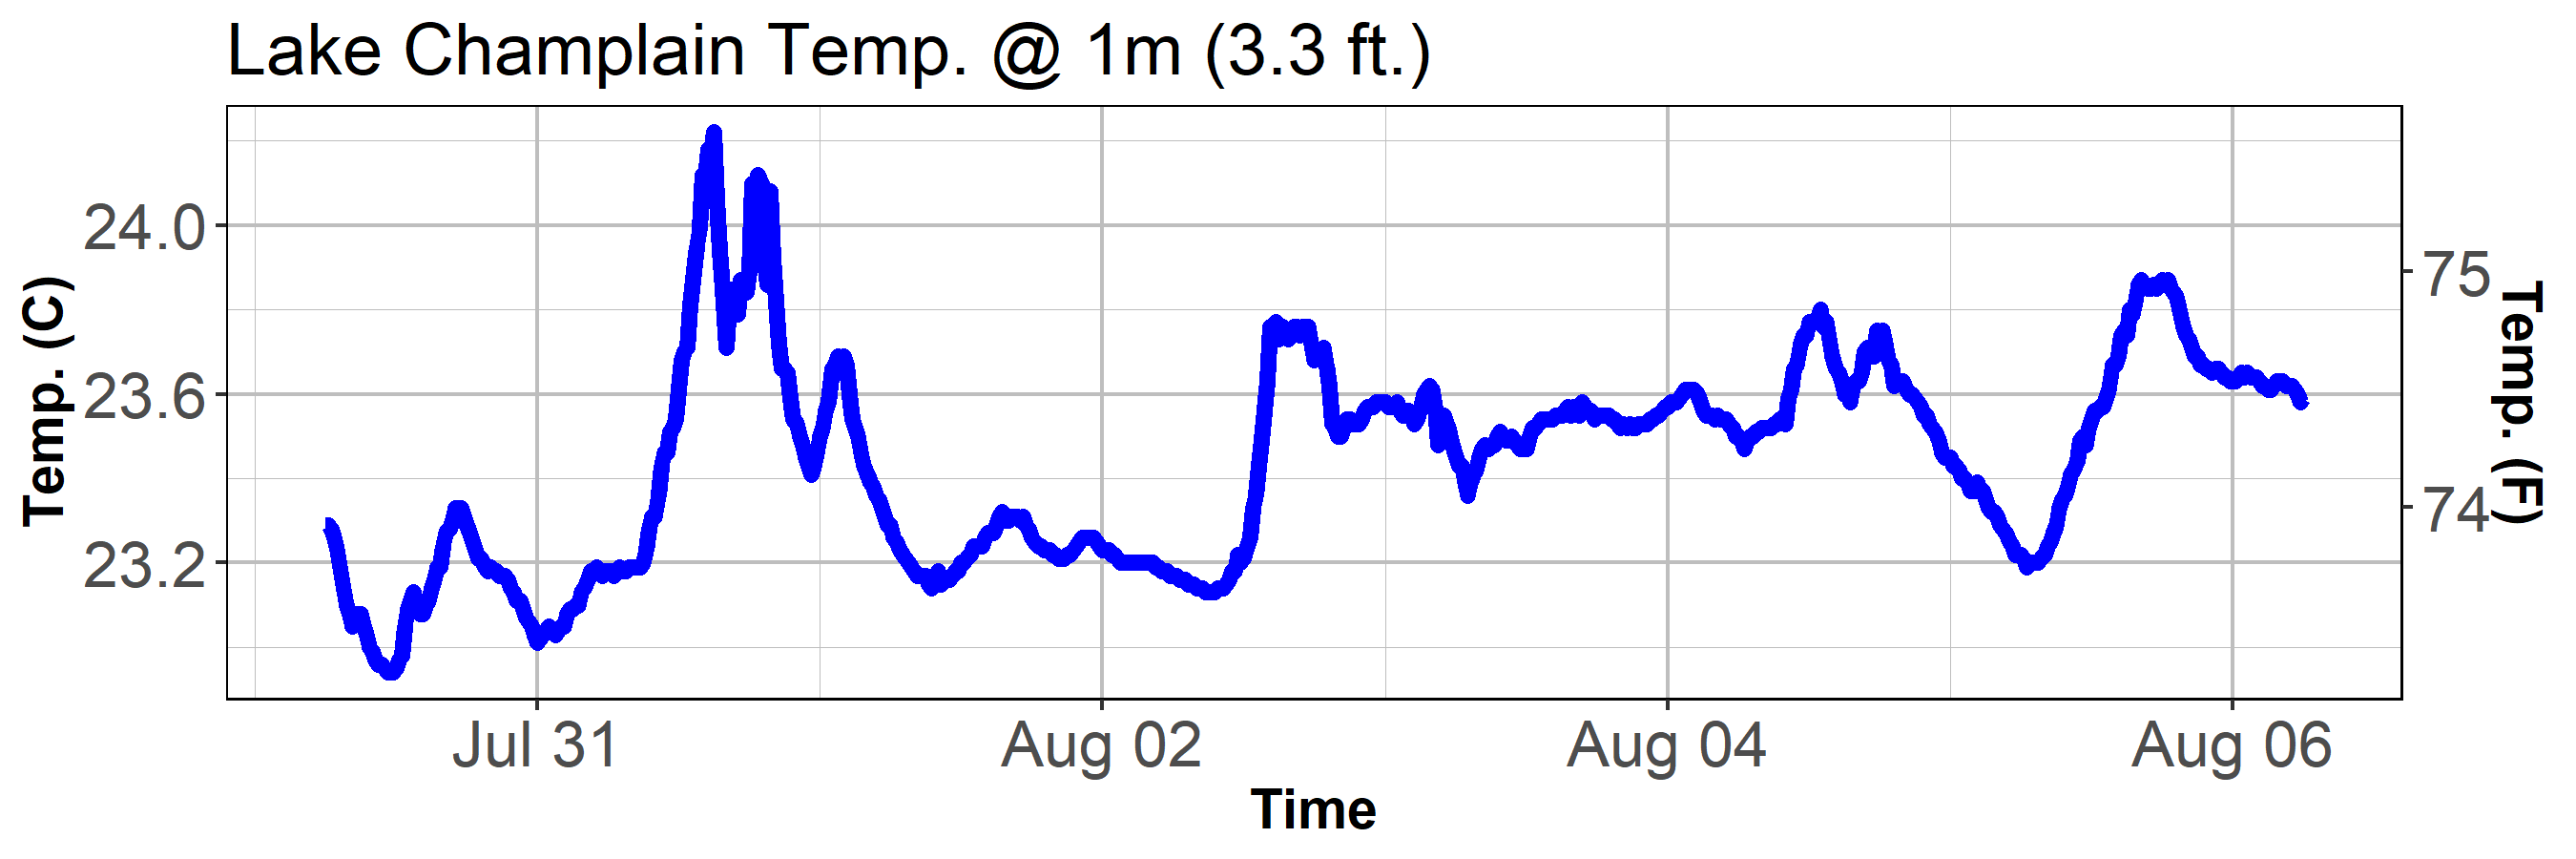 Lake Champlain Temp. @ 1m (3.3 ft.)
Temp. (C)
24.0
23.6
23.2
75
74
Temp. (F)
Jul 31
Aug 02
Aug 04
Aug 06
Time